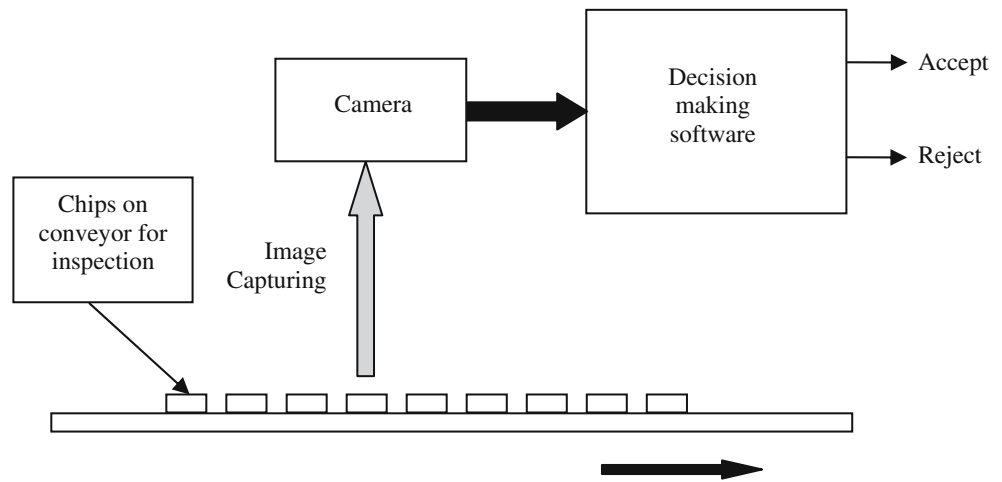 Camera
Decision
making
software
Accept
Reject
Chips on
conveyor for
inspection
Image
Capturing